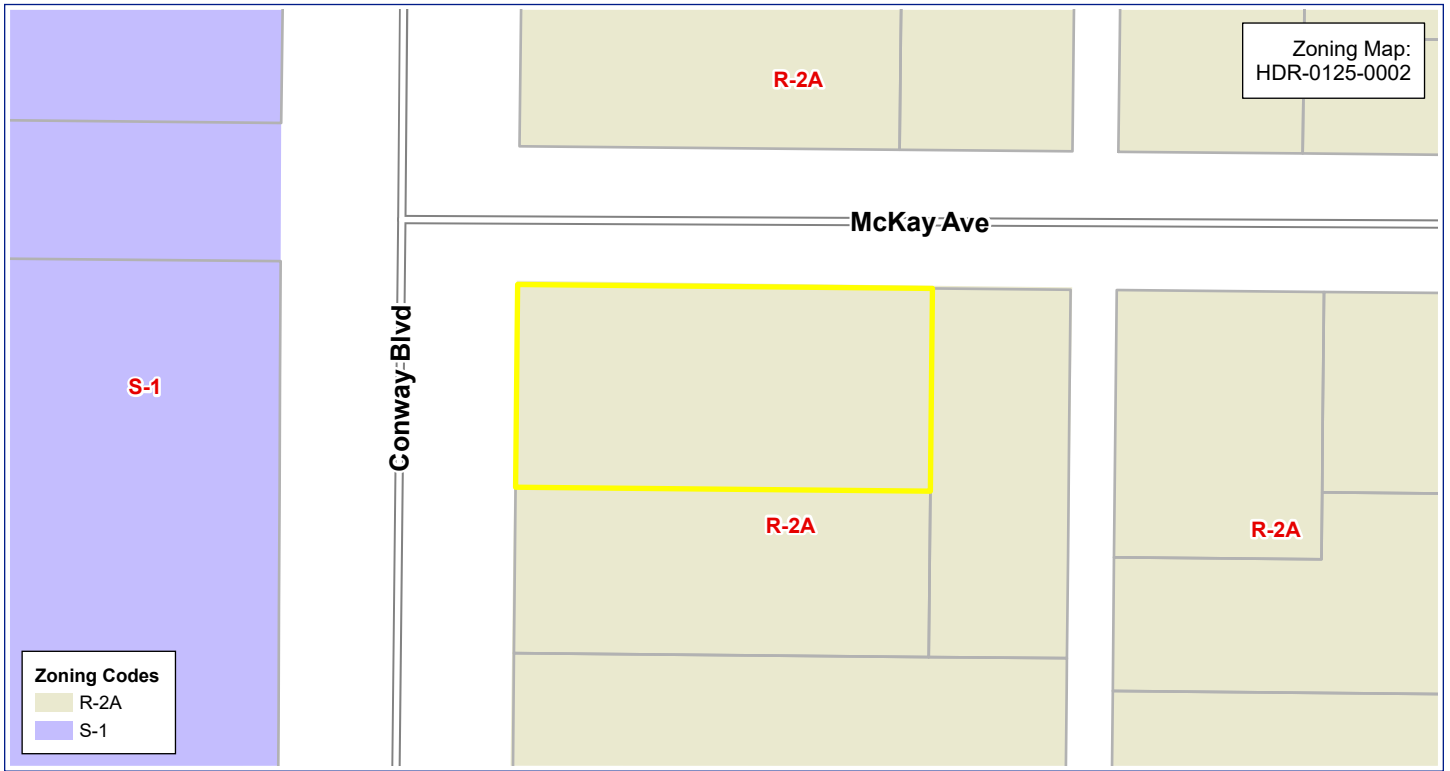 R-2A
Zoning Map:
HDR-0125-0002
McKay Ave
Conway Blvd
S-1
R-2A
R-2A
Zoning Codes
R-2A
S-1